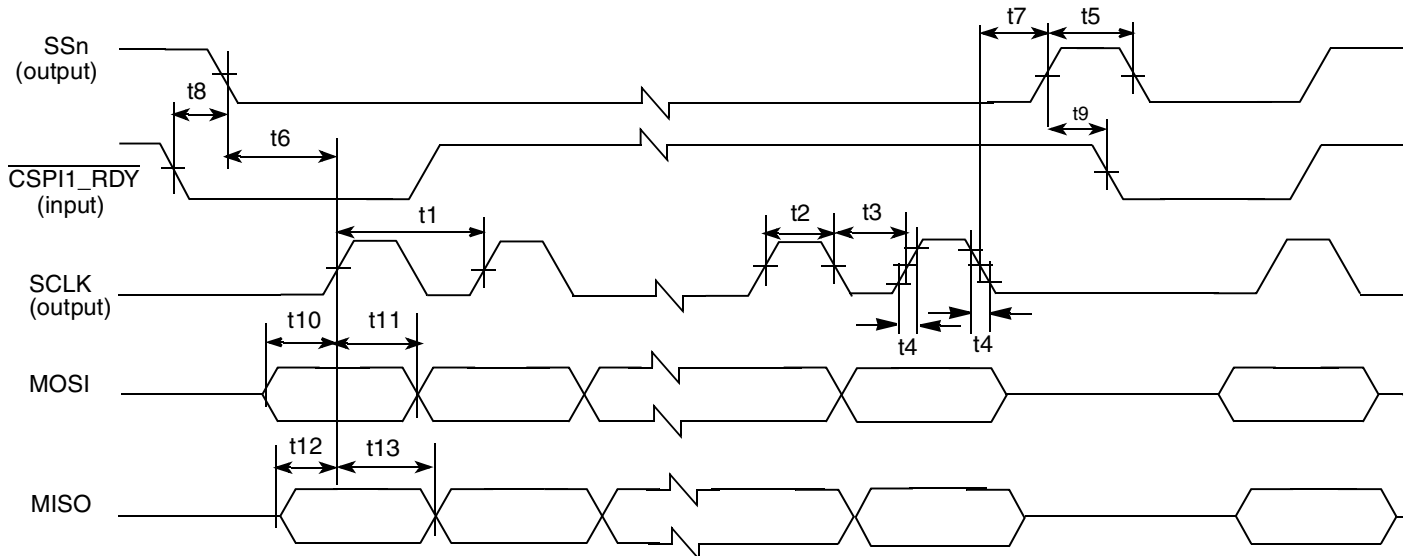 SSn
(output)
t7
t5
t8
t9
t6
CSPI1_RDY
(input)
t1
t2
t3
SCLK
(output)
t4
t4
t10
t11
MOSI
t12
t13
MISO